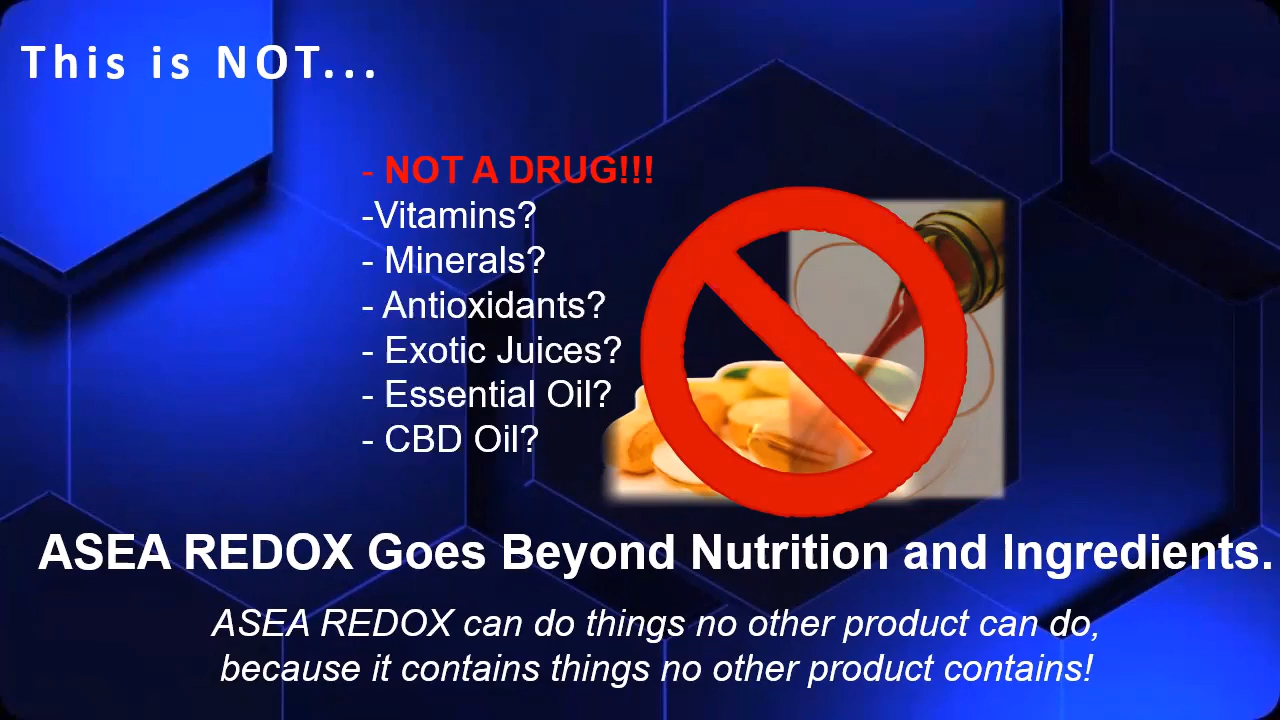 This is NOT...
- NOT A DRUG!!!
-Vitamins?
- Minerals?
- Antioxidants?
- Exotic Juices?
- Essential Oil?
- CBD Oil?
ASEA REDOX Goes Beyond Nutrition and Ingredients.
ASEA REDOX can do things no other product can do,
because it contains things no other product contains!